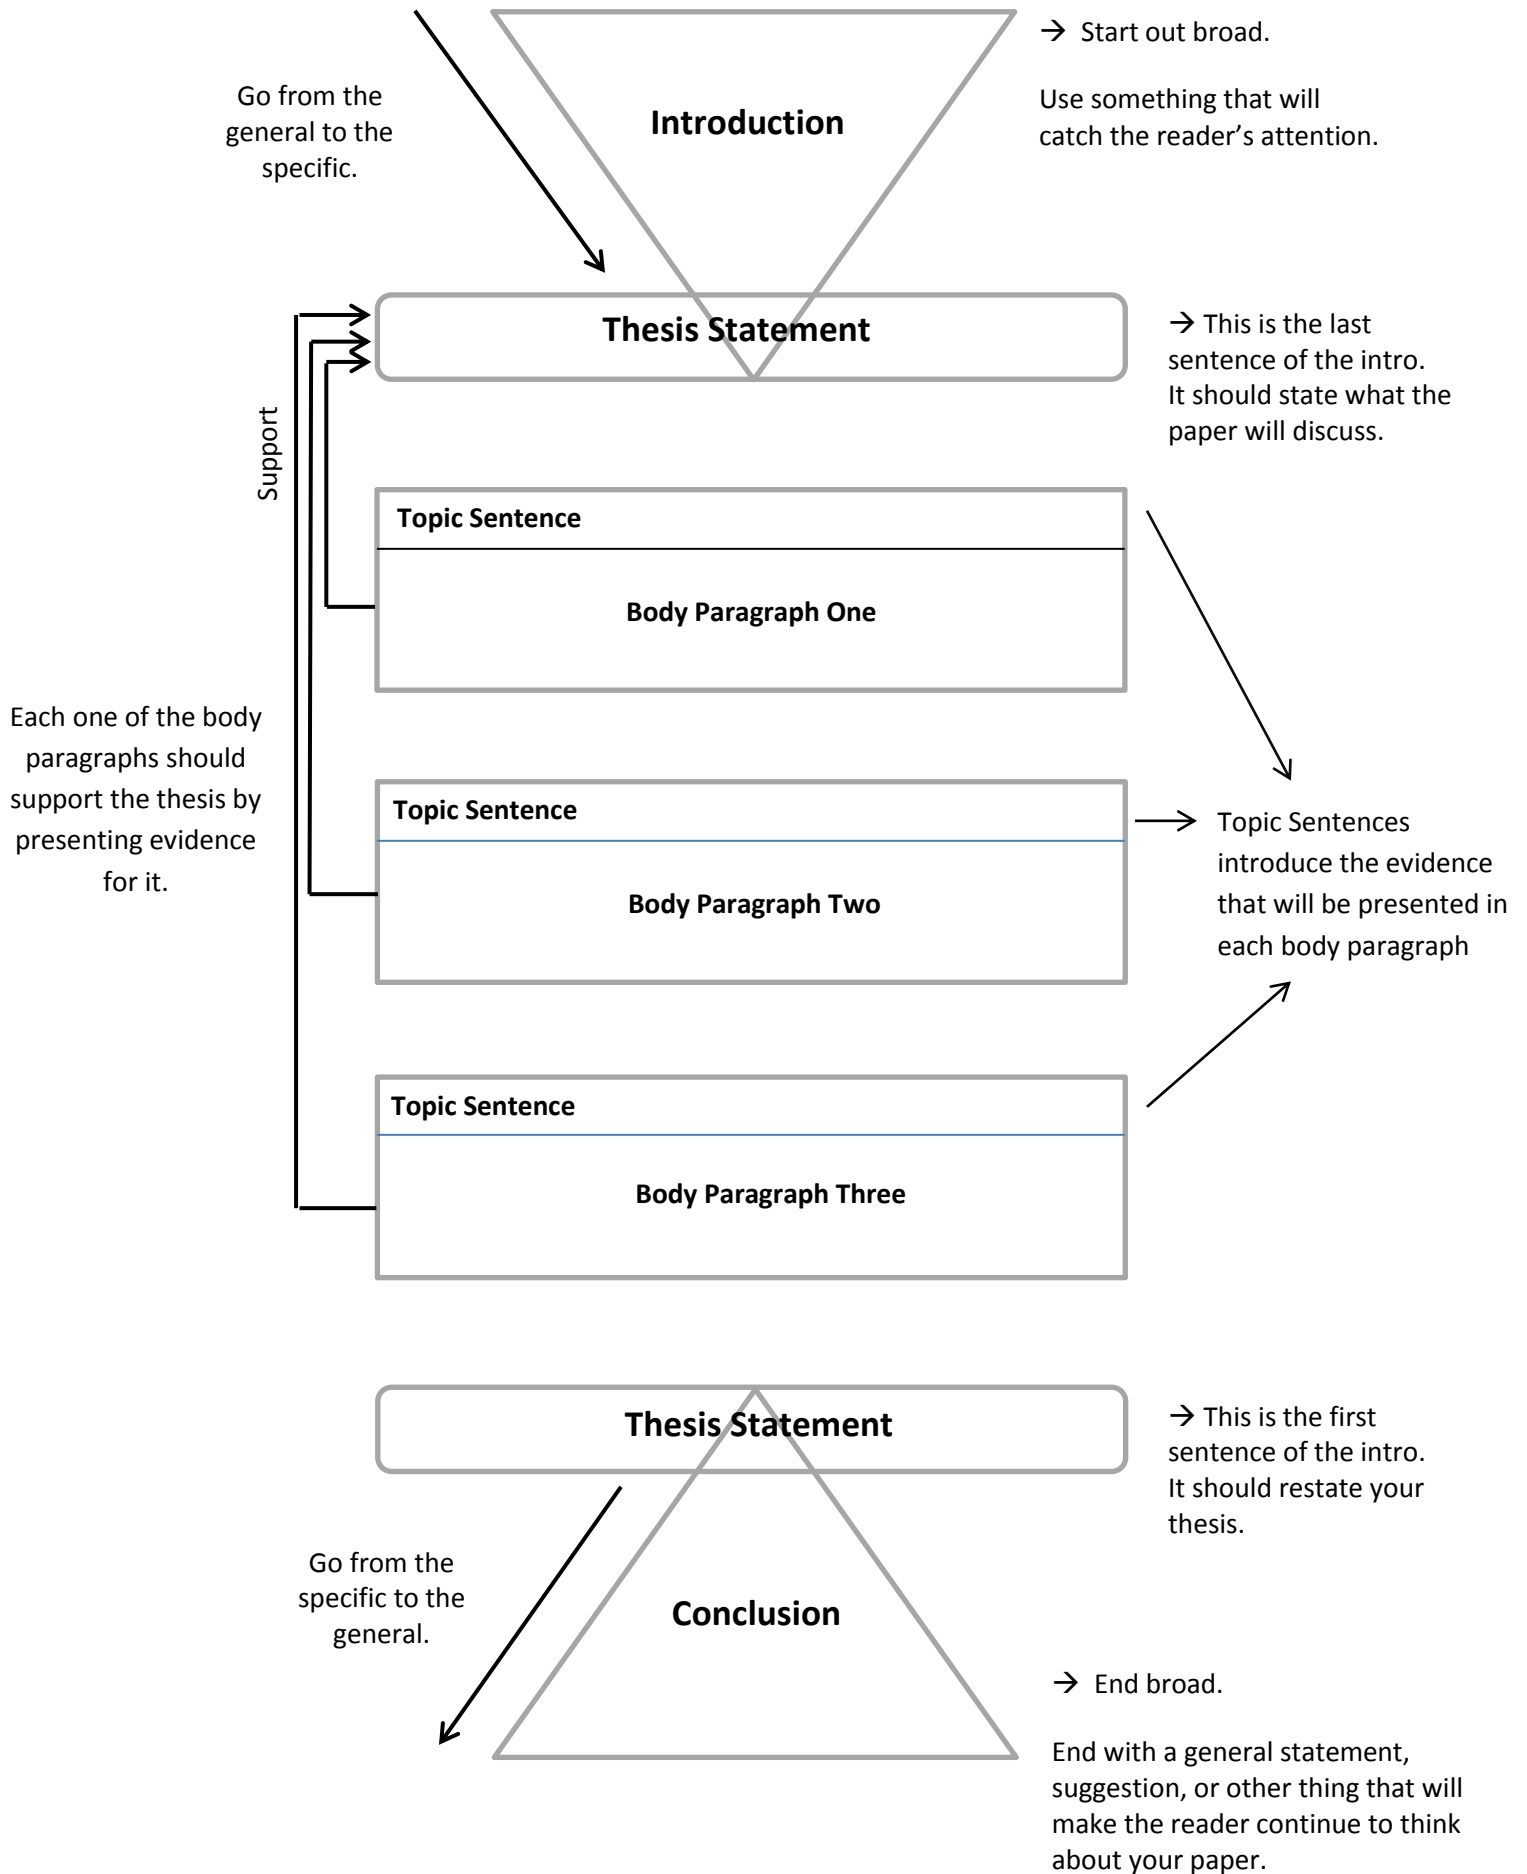 → Start out broad.
Go from the
general to the
specific.
Introduction
Use something that will
catch the reader’s attention.
Thesis Statement
→ This is the last
sentence of the intro.
It should state what the
paper will discuss.
Support
Topic Sentence
Body Paragraph One
Each one of the body
paragraphs should
support the thesis by
presenting evidence
for it.
Topic Sentence
Body Paragraph Two
Topic Sentences
introduce the evidence
that will be presented in
each body paragraph
Topic Sentence
Body Paragraph Three
Thesis Statement
→ This is the first
sentence of the intro.
It should restate your
thesis.
Go from the
specific to the
general.
Conclusion
→ End broad.
End with a general statement,
suggestion, or other thing that will
make the reader continue to think
about your paper.